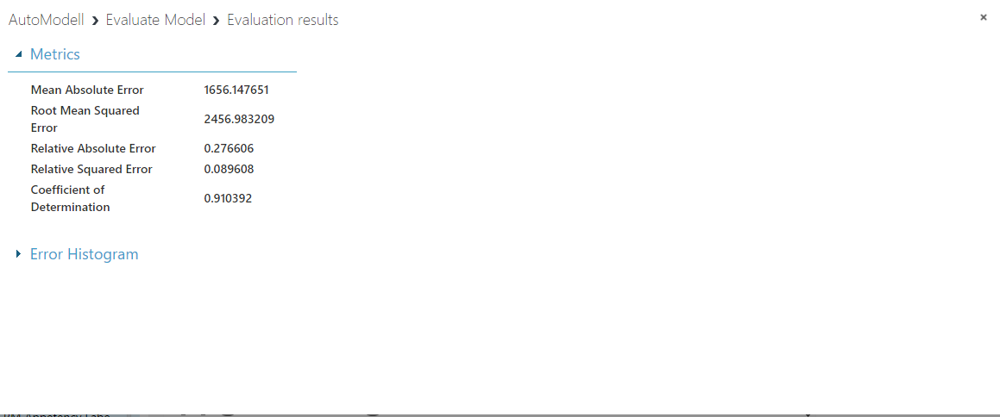 AutoModell ❯ Evaluate Model ❯ Evaluation results
Metrics
Mean Absolute Error 1656.147651
Root Mean Squared
Error 2456.983209
Relative Absolute Error 0.276606
Relative Squared Error 0.089608
Coefficient of
Determination 0.910392
Error Histogram